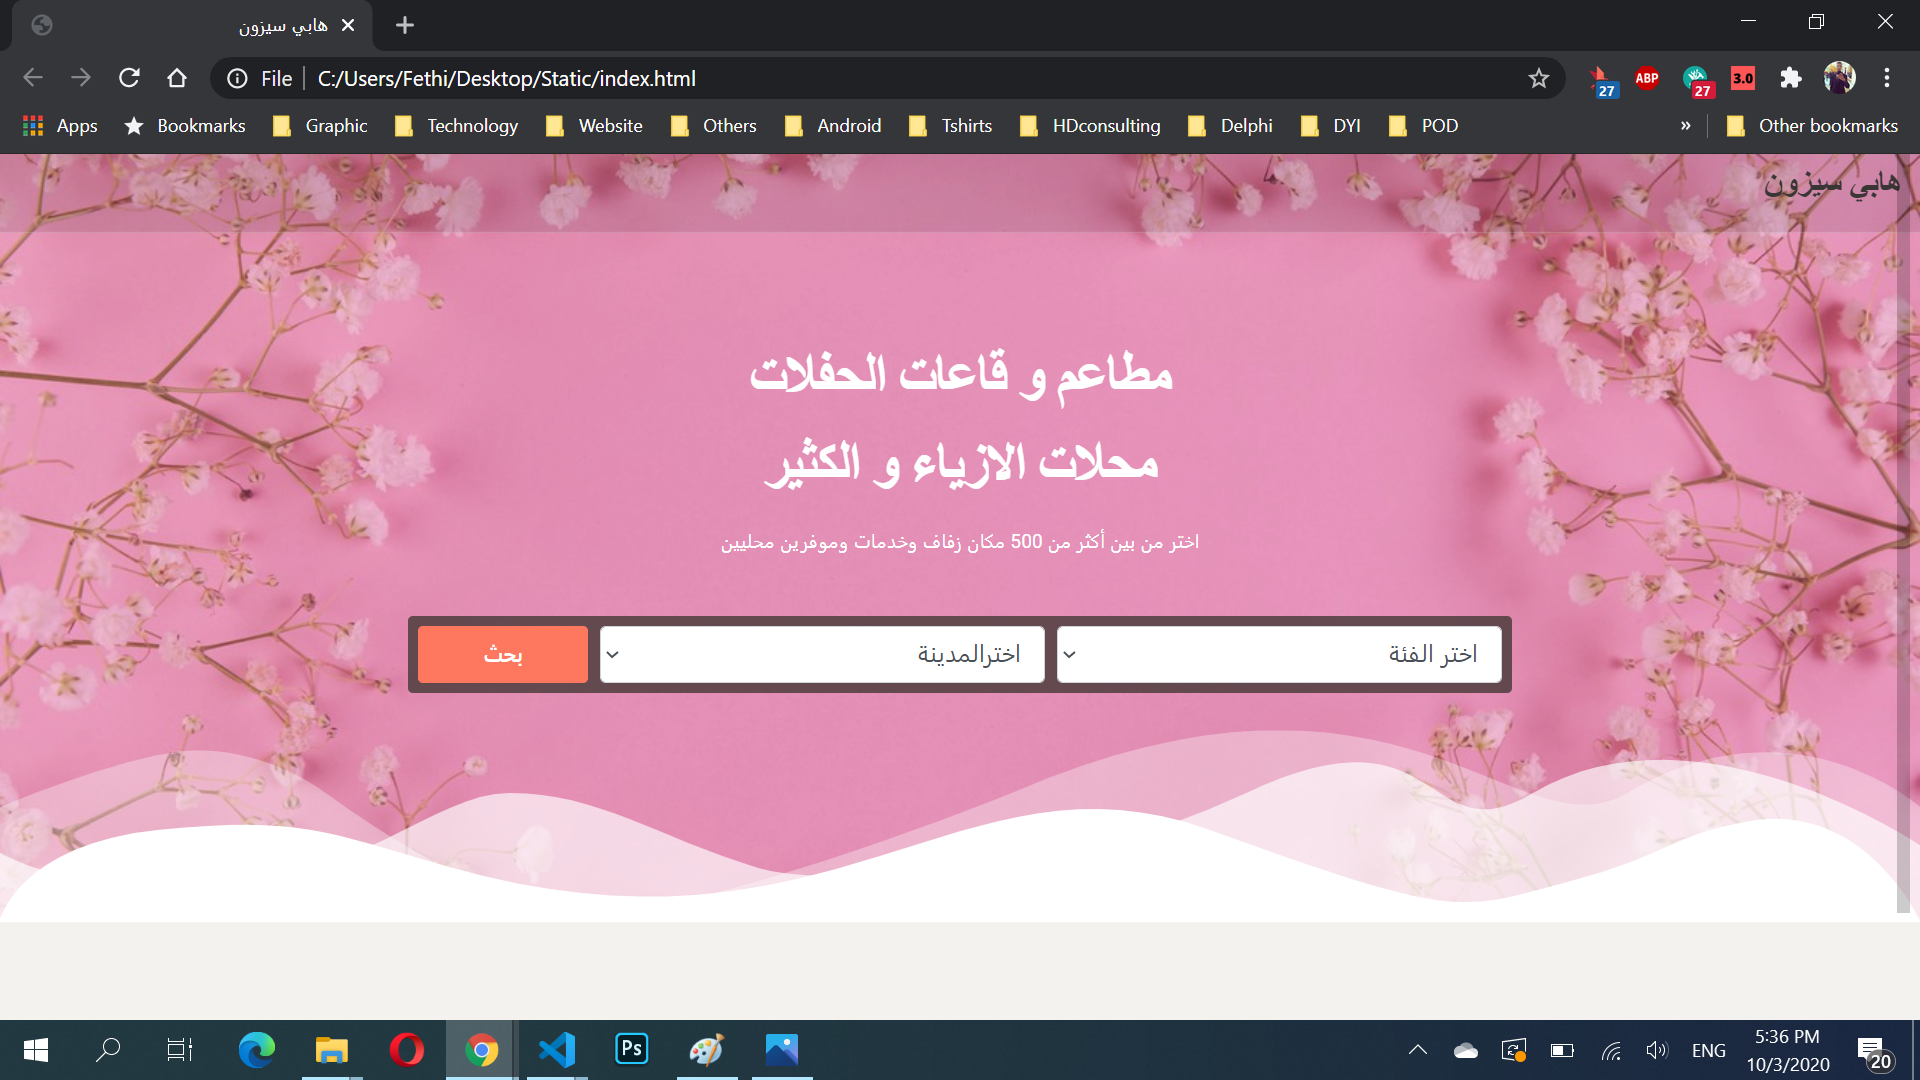 هابي سيزون
File
C:/Users/Fethi/Desktop/Static/index.html
ABP
27
27
3.0
Apps
Bookmarks
Graphic
Technology
Website
Others
Android
Tshirts
HDconsulting
Delphi
DYI
POD
»
Other bookmarks
هابي سيزون
مطاعم و قاعات الحفلات
محلات الازياء و الكثير
اختر من بين أكثر من 500 مكان زفاف وخدمات وموفرين محليين
اختر الفئة
اخترالمدينة
بحث
Ps
ENG
5:36 PM
10/3/2020
20